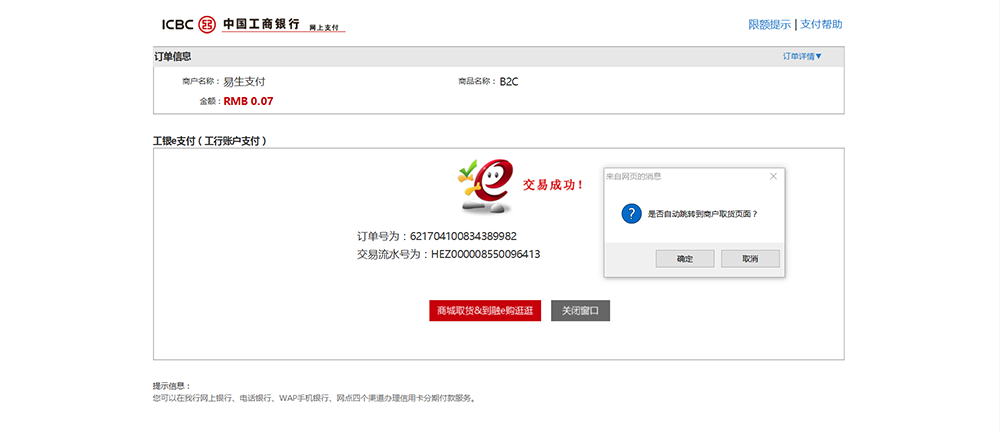 ICBC 中国工商银行 网上支付 限额提示 | 支付帮助
订单信息 订单详情▼
商户名称： 易生支付 商品名称： B2C
金额： RMB 0.07
工银e支付（工行账户支付）
交易成功！
订单号为：621704100834389982
交易流水号为：HEZ000008550096413
商城取货&到融e购逛逛 关闭窗口
来自网页的消息
是否自动跳转到商户取货页面？
确定 取消
提示信息：
您可以在我行网上银行、电话银行、WAP手机银行、网点四个渠道办理信用卡分期付款服务。